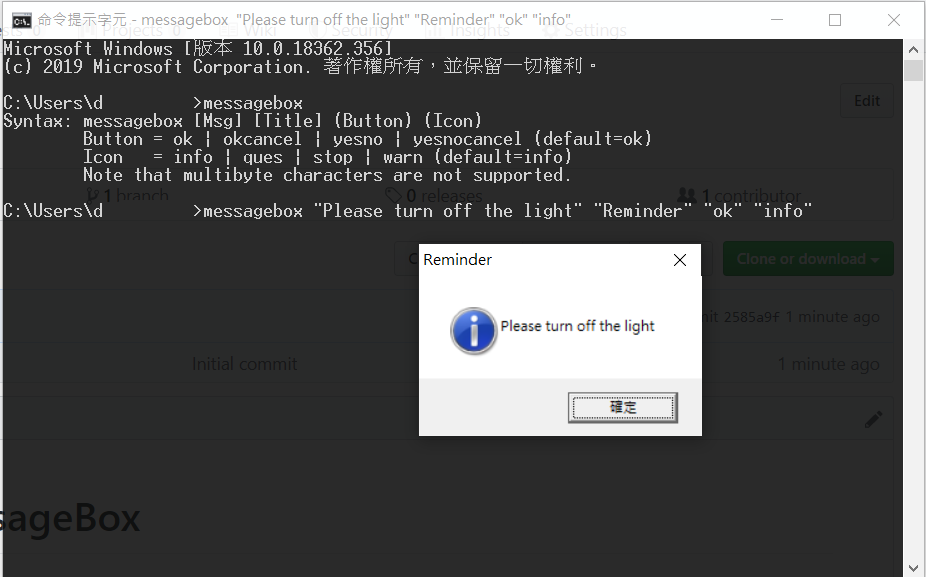 命令提示字元 - messagebox "Please turn off the light" "Reminder" "ok" "info"
Projects 0 Wiki Security Insights Settings
Microsoft Windows [版本 10.0.18362.356]
(c) 2019 Microsoft Corporation. 著作權所有，並保留一切權利。
Edit
C:\Users\d >messagebox
Syntax: messagebox [Msg] [Title] (Button) (Icon)
Button = ok | okcancel | yesno | yesnocancel (default=ok)
Icon = info | ques | stop | warn (default=info)
Note that multibyte characters are not supported.
1 branch 0 releases 1 contributor
C:\Users\d >messagebox "Please turn off the light" "Reminder" "ok" "info"
Clone or download
Reminder
Please turn off the light
確定
2585a9f 1 minute ago
Initial commit 1 minute ago
sageBox